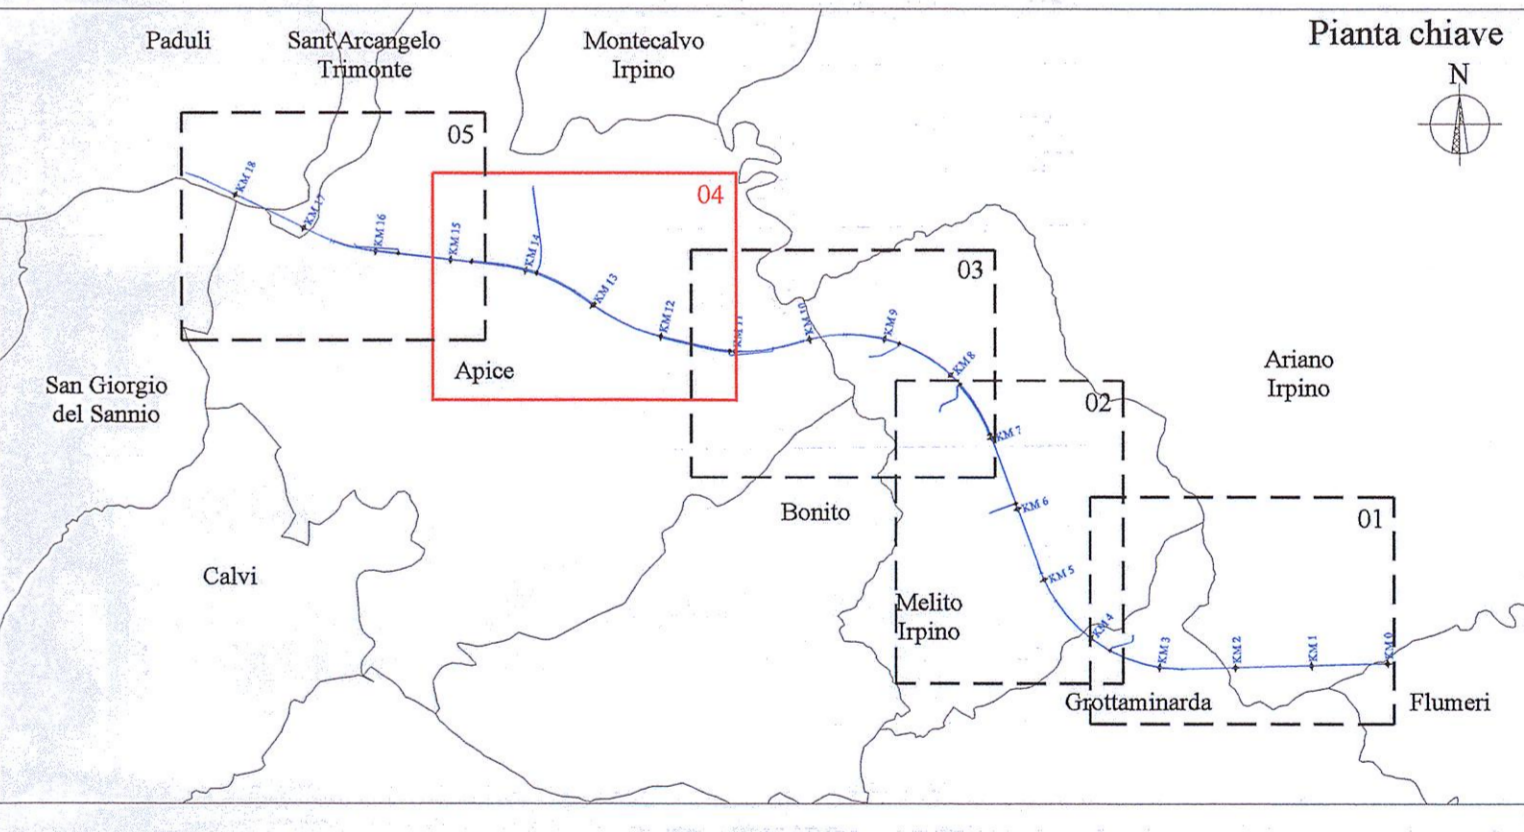 Pianta chiave
N
Paduli
Sant'Arcangelo
Trimonte
Montecalvo
Irpino
05
04
03
02
01
KM 18
KM 17
KM 16
KM 15
KM 14
KM 13
KM 12
KM 11
KM 10
KM 9
KM 8
KM 7
KM 6
KM 5
KM 4
KM 3
KM 2
KM 1
KM 0
Apice
San Giorgio
del Sannio
Ariano
Irpino
Bonito
Calvi
Melito
Irpino
Grottaminarda
Flumeri